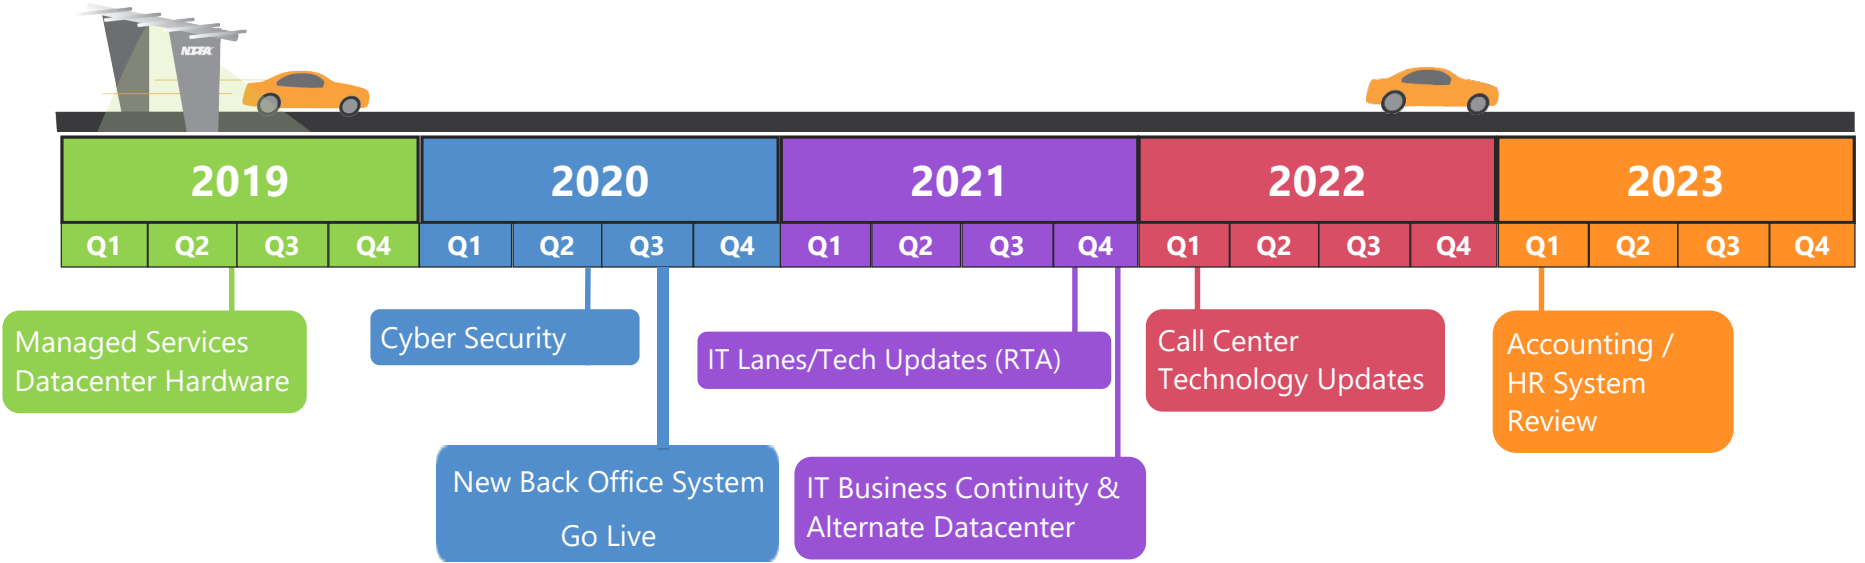 NTTA
2019
2020
2021
2022
2023
Q1 Q2 Q3 Q4
Q1 Q2 Q3 Q4
Q1 Q2 Q3 Q4
Q1 Q2 Q3 Q4
Q1 Q2 Q3 Q4
Managed Services
Datacenter Hardware
Cyber Security
New Back Office System
Go Live
IT Lanes/Tech Updates (RTA)
IT Business Continuity &
Alternate Datacenter
Call Center
Technology Updates
Accounting /
HR System
Review